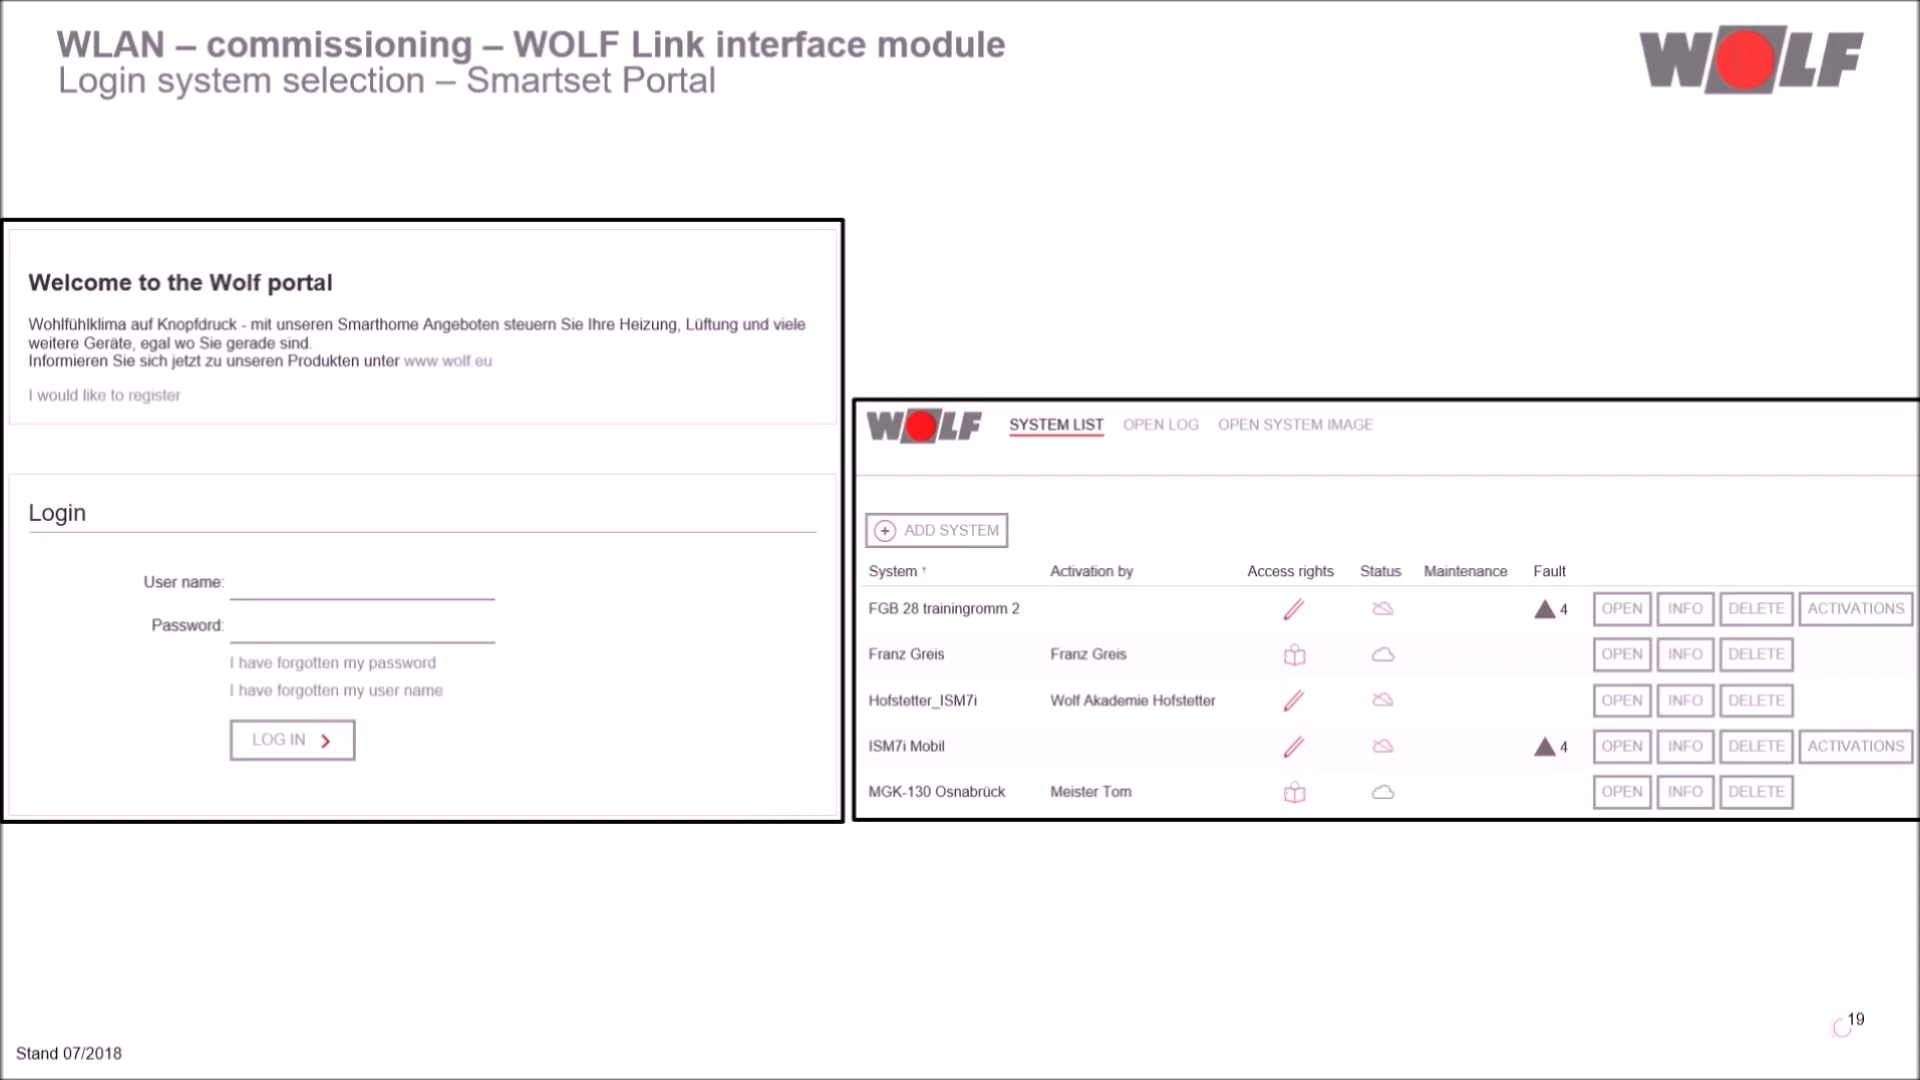 WLAN – commissioning – WOLF Link interface module
Login system selection – Smartset Portal
WOLF
Welcome to the Wolf portal
Wohlfühlklima auf Knopfdruck - mit unseren Smarthome Angeboten steuern Sie Ihre Heizung, Lüftung und viele
weitere Geräte, egal wo Sie gerade sind.
Informieren Sie sich jetzt zu unseren Produkten unter www.wolf.eu
I would like to register
Login
User name:
Password:
I have forgotten my password
I have forgotten my user name
LOG IN
WOLF SYSTEM LIST OPEN LOG OPEN SYSTEM IMAGE
+ ADD SYSTEM
System ↑ Activation by Access rights Status Maintenance Fault
FGB 28 trainingromm 2 4 OPEN INFO DELETE ACTIVATIONS
Franz Greis Franz Greis OPEN INFO DELETE
Hofstetter_ISM7i Wolf Akademie Hofstetter OPEN INFO DELETE
ISM7i Mobil 4 OPEN INFO DELETE ACTIVATIONS
MGK-130 Osnabrück Meister Tom OPEN INFO DELETE
19
Stand 07/2018